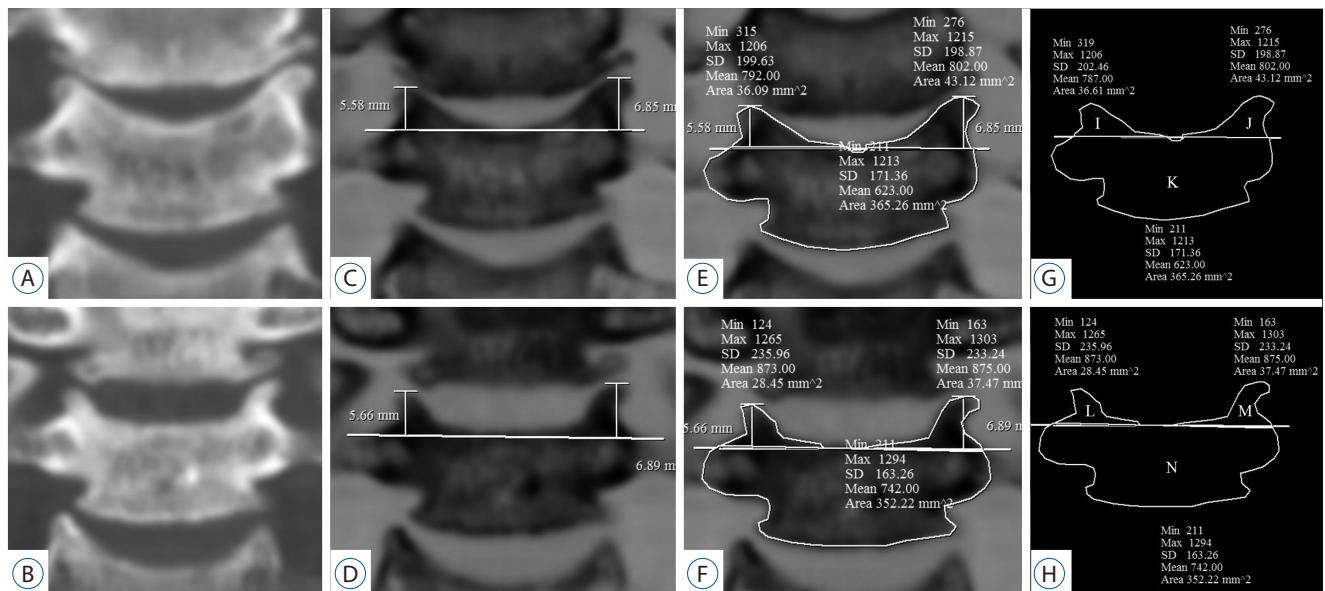 A
5.58 mm
6.85 m
C
Min 315
Max 1206
SD 199.63
Mean 792.00
Area 36.09 mm^2
Min 276
Max 1215
SD 198.87
Mean 802.00
Area 43.12 mm^2
5.58 mm
6.85 mm
Min 211
Max 1213
SD 171.36
Mean 623.00
Area 365.26 mm^2
E
Min 319
Max 1206
SD 202.46
Mean 787.00
Area 36.61 mm^2
Min 276
Max 1215
SD 198.87
Mean 802.00
Area 43.12 mm^2
I
J
K
Min 211
Max 1213
SD 171.36
Mean 623.00
Area 365.26 mm^2
G
B
5.66 mm
6.89 m
D
Min 124
Max 1265
SD 235.96
Mean 873.00
Area 28.45 mm^2
Min 163
Max 1303
SD 233.24
Mean 875.00
Area 37.47 mm
5.66 mm
6.89 m
Min 211
Max 1294
SD 163.26
Mean 742.00
Area 352.22 mm^2
F
Min 124
Max 1265
SD 235.96
Mean 873.00
Area 28.45 mm^2
Min 163
Max 1303
SD 233.24
Mean 875.00
Area 37.47 mm^2
L
M
N
Min 211
Max 1294
SD 163.26
Mean 742.00
Area 352.22 mm^2
H